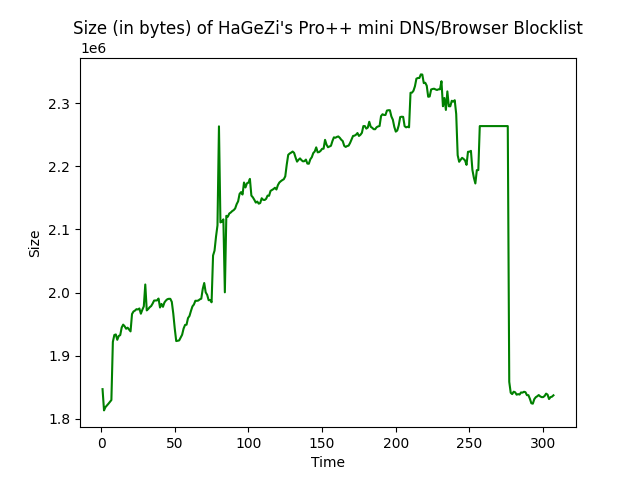 Size (in bytes) of HaGeZi's Pro++ mini DNS/Browser Blocklist
1e6
2.3
2.2
2.1
2.0
1.9
1.8
Size
0 50 100 150 200 250 300
Time